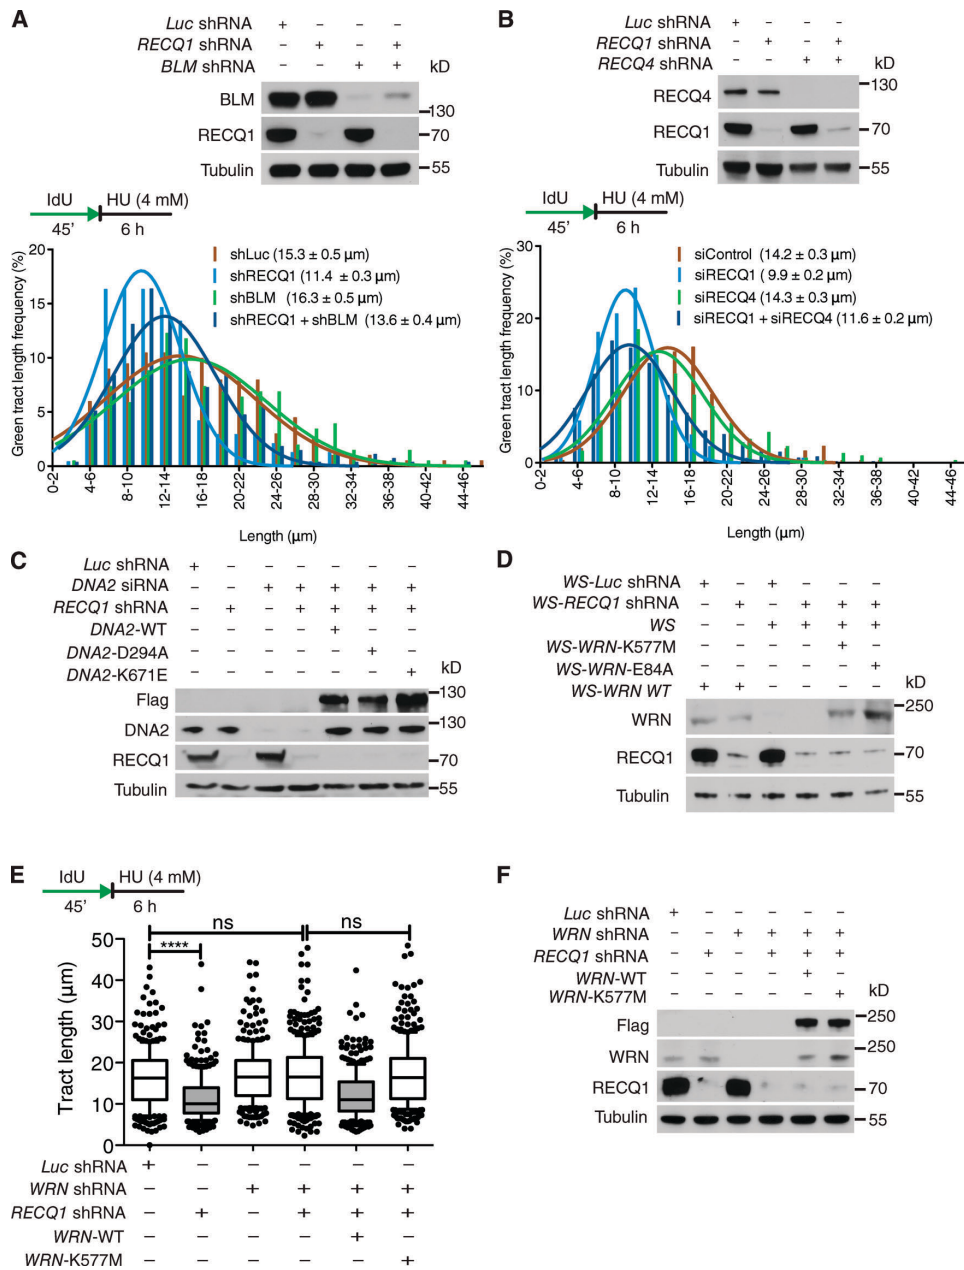 A
Luc shRNA + − − −
RECQ1 shRNA − + − +
BLM shRNA − − + + kD
BLM
130
RECQ1 70
Tubulin 55
IdU HU (4 mM)
45' 6 h
Green tract length frequency (%)
20
15
10
5
0
shLuc (15.3 ± 0.5 µm)
shRECQ1 (11.4 ± 0.3 µm)
shBLM (16.3 ± 0.5 µm)
shRECQ1 + shBLM (13.6 ± 0.4 µm)
0-2 4-6 8-10 12-14 16-18 20-22 24-26 28-30 32-34 36-38 40-42 44-46
Length (µm)
B
Luc shRNA + − − −
RECQ1 shRNA − + − +
RECQ4 shRNA − − + + kD
RECQ4 130
RECQ1 70
Tubulin 55
IdU HU (4 mM)
45' 6 h
Green tract length frequency (%)
30
20
10
0
siControl (14.2 ± 0.3 µm)
siRECQ1 (9.9 ± 0.2 µm)
siRECQ4 (14.3 ± 0.3 µm)
siRECQ1 + siRECQ4 (11.6 ± 0.2 µm)
0-2 4-6 8-10 12-14 16-18 20-22 24-26 28-30 32-34 36-38 40-42 44-46
Length (µm)
C
Luc shRNA + − − − − − −
DNA2 siRNA − − + + + + +
RECQ1 shRNA − + − + + + +
DNA2-WT − − − − + − −
DNA2-D294A − − − − − + −
DNA2-K671E − − − − − − + kD
Flag 130
DNA2 130
RECQ1 70
Tubulin 55
D
WS-Luc shRNA + − + − − −
WS-RECQ1 shRNA − + − + + +
WS − − + + + +
WS-WRN-K577M − − − − + −
WS-WRN-E84A − − − − − +
WS-WRN WT + + − − − − kD
WRN 250
RECQ1 70
Tubulin 55
E
IdU HU (4 mM)
45' 6 h
Tract length (µm)
50
40
30
20
10
0
ns ns
****
Luc shRNA + − − − − −
WRN shRNA − − + + + +
RECQ1 shRNA − + − + + +
WRN-WT − − − − + −
WRN-K577M − − − − − +
F
Luc shRNA + − − − − −
WRN shRNA − − + + + +
RECQ1 shRNA − + − + + +
WRN-WT − − − − + −
WRN-K577M − − − − − + kD
Flag 250
WRN 250
RECQ1 70
Tubulin 55